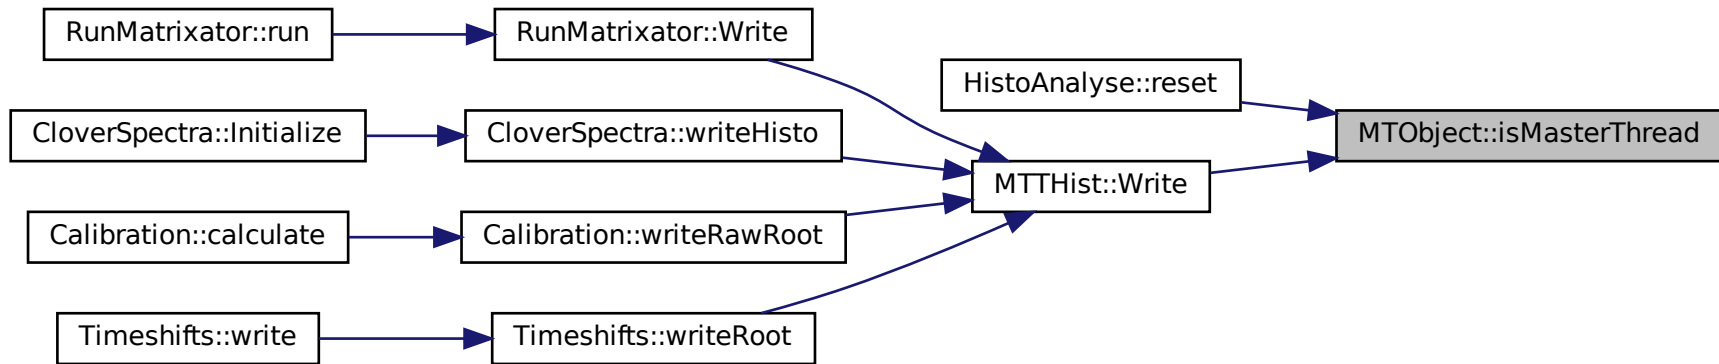 RunMatrixator::run
RunMatrixator::Write
HistoAnalyse::reset
CloverSpectra::Initialize
CloverSpectra::writeHisto
MTObject::isMasterThread
MTTHist::Write
Calibration::calculate
Calibration::writeRawRoot
Timeshifts::write
Timeshifts::writeRoot